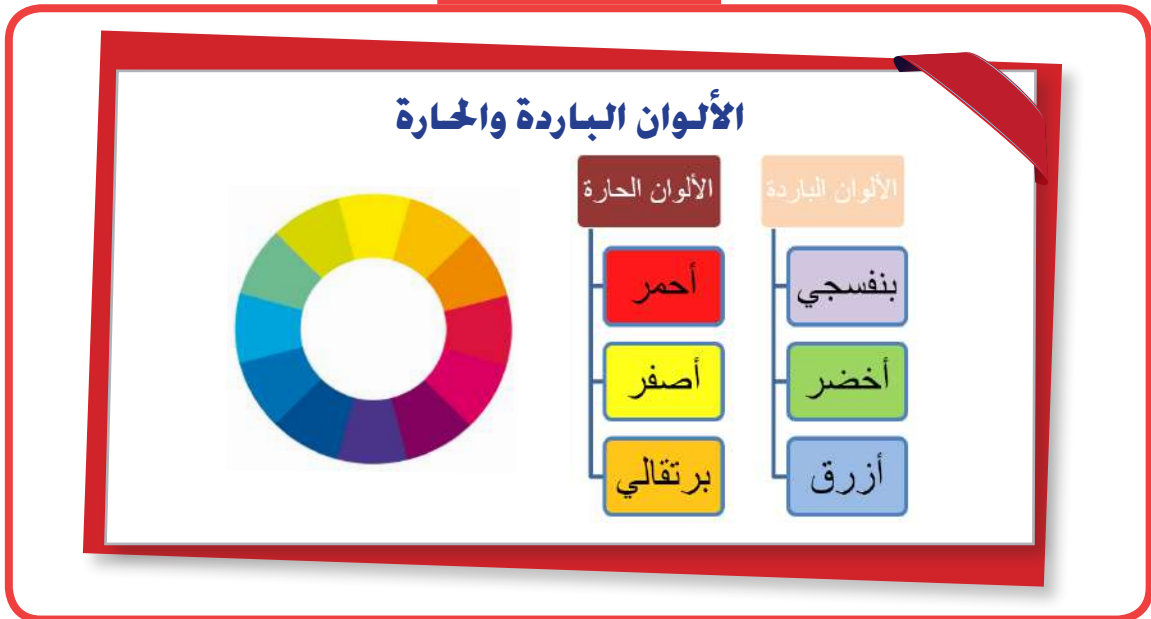 الألوان الباردة والحارة
الألوان الباردة
بنفسجي
أخضر
أزرق
الألوان الحارة
أحمر
أصفر
برتقالي